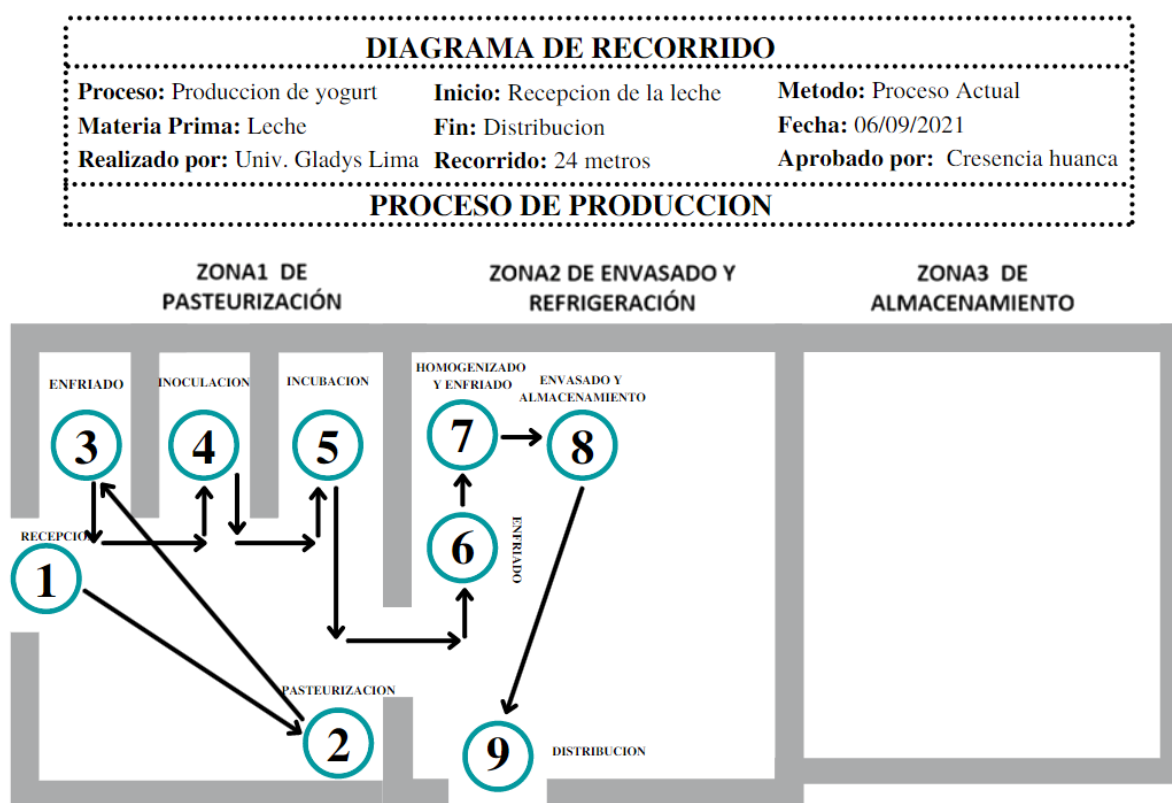 DIAGRAMA DE RECORRIDO
Proceso: Produccion de yogurt
Inicio: Recepcion de la leche
Metodo: Proceso Actual
Materia Prima: Leche
Fin: Distribucion
Fecha: 06/09/2021
Realizado por: Univ. Gladys Lima
Recorrido: 24 metros
Aprobado por: Cresencia huanca
PROCESO DE PRODUCCION
ZONA1 DE
PASTEURIZACIÓN
ZONA2 DE ENVASADO Y
REFRIGERACIÓN
ZONA3 DE
ALMACENAMIENTO
ENFRIADO
3
INOCULACION
4
INCUBACION
5
HOMOGENIZADO
Y ENFRIADO
7
ENVASADO Y
ALMACENAMIENTO
8
RECEPCION
1
6
ENFRIADO
PASTEURIZACION
2
9
DISTRIBUCION